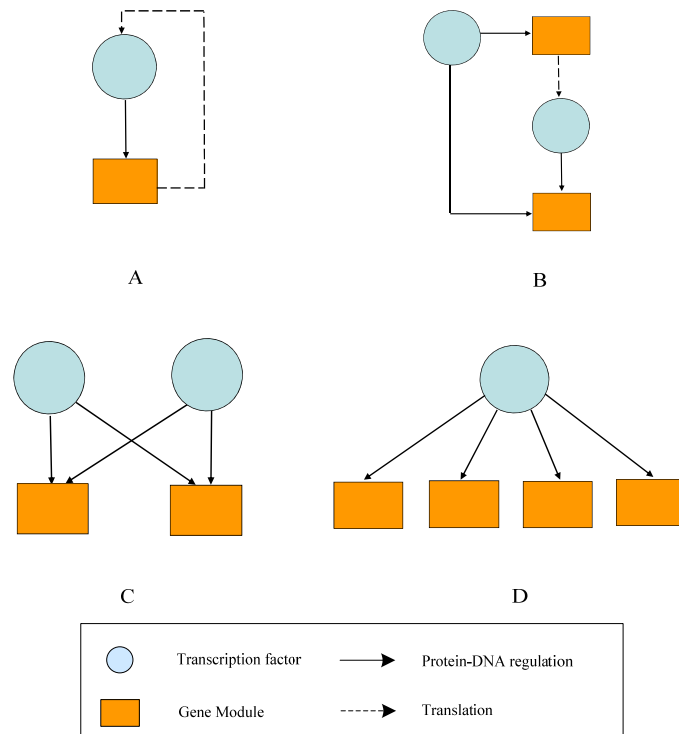 A
B
C
D
Transcription factor
Protein-DNA regulation
Gene Module
Translation